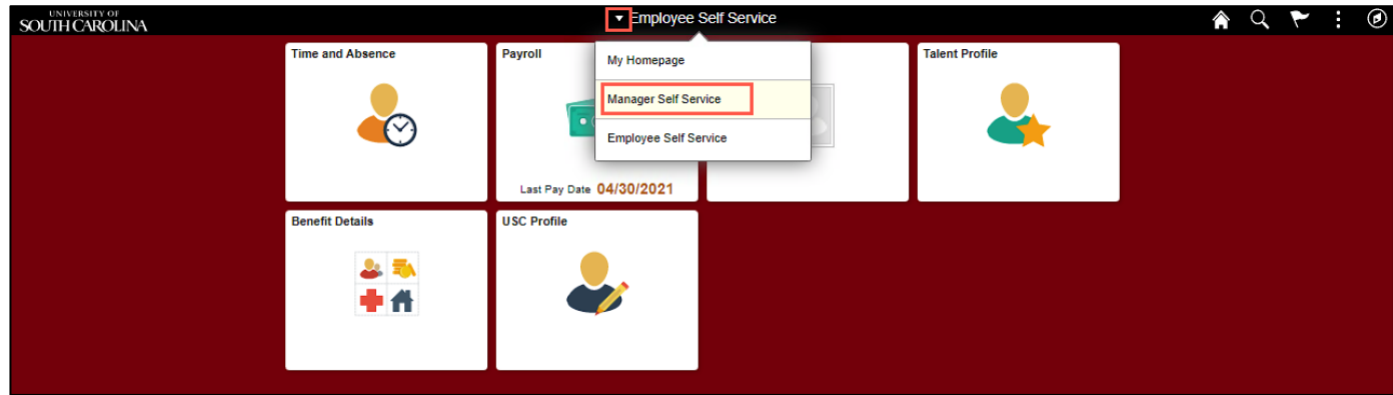 UNIVERSITY OF
SOUTH CAROLINA
Employee Self Service
Time and Absence
Payroll
My Homepage
Manager Self Service
Employee Self Service
Talent Profile
Last Pay Date 04/30/2021
Benefit Details
USC Profile